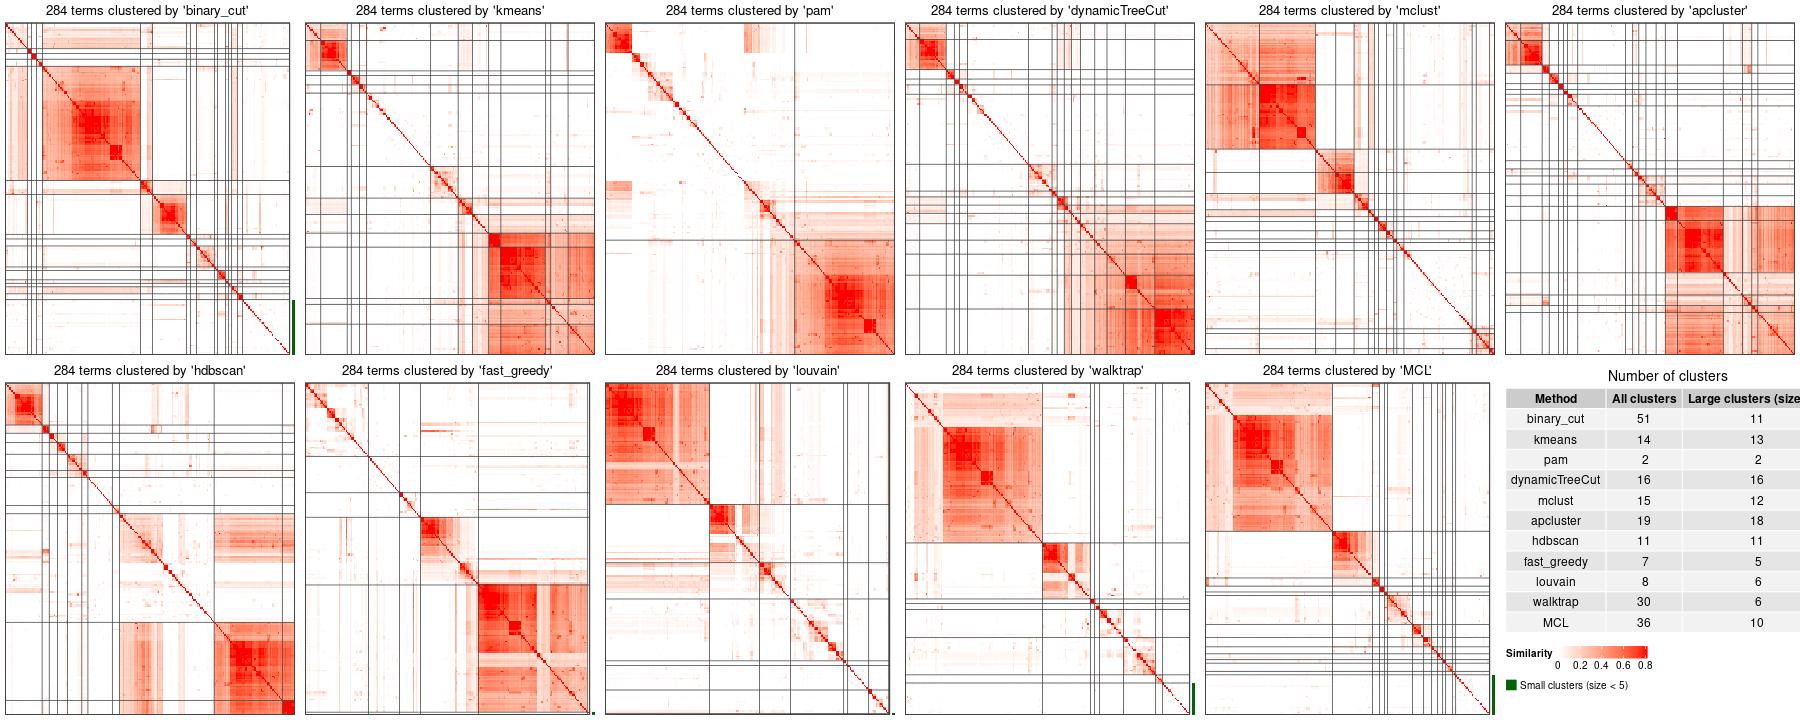 284 terms clustered by 'binary_cut'
284 terms clustered by 'kmeans'
284 terms clustered by 'pam'
284 terms clustered by 'dynamicTreeCut'
284 terms clustered by 'mclust'
284 terms clustered by 'apcluster'
284 terms clustered by 'hdbscan'
284 terms clustered by 'fast_greedy'
284 terms clustered by 'louvain'
284 terms clustered by 'walktrap'
284 terms clustered by 'MCL'
Number of clusters
Method All clusters Large clusters (size
binary_cut 51 11
kmeans 14 13
pam 2 2
dynamicTreeCut 16 16
mclust 15 12
apcluster 19 18
hdbscan 11 11
fast_greedy 7 5
louvain 8 6
walktrap 30 6
MCL 36 10
Similarity
0 0.2 0.4 0.6 0.8
Small clusters (size < 5)